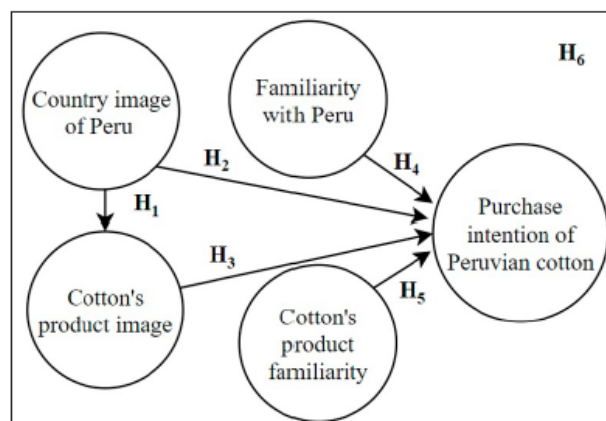 Country image
of Peru
Familiarity
with Peru
H6
H2
H4
H1
Purchase
intention of
Peruvian cotton
H3
Cotton's
product image
H5
Cotton's
product
familiarity